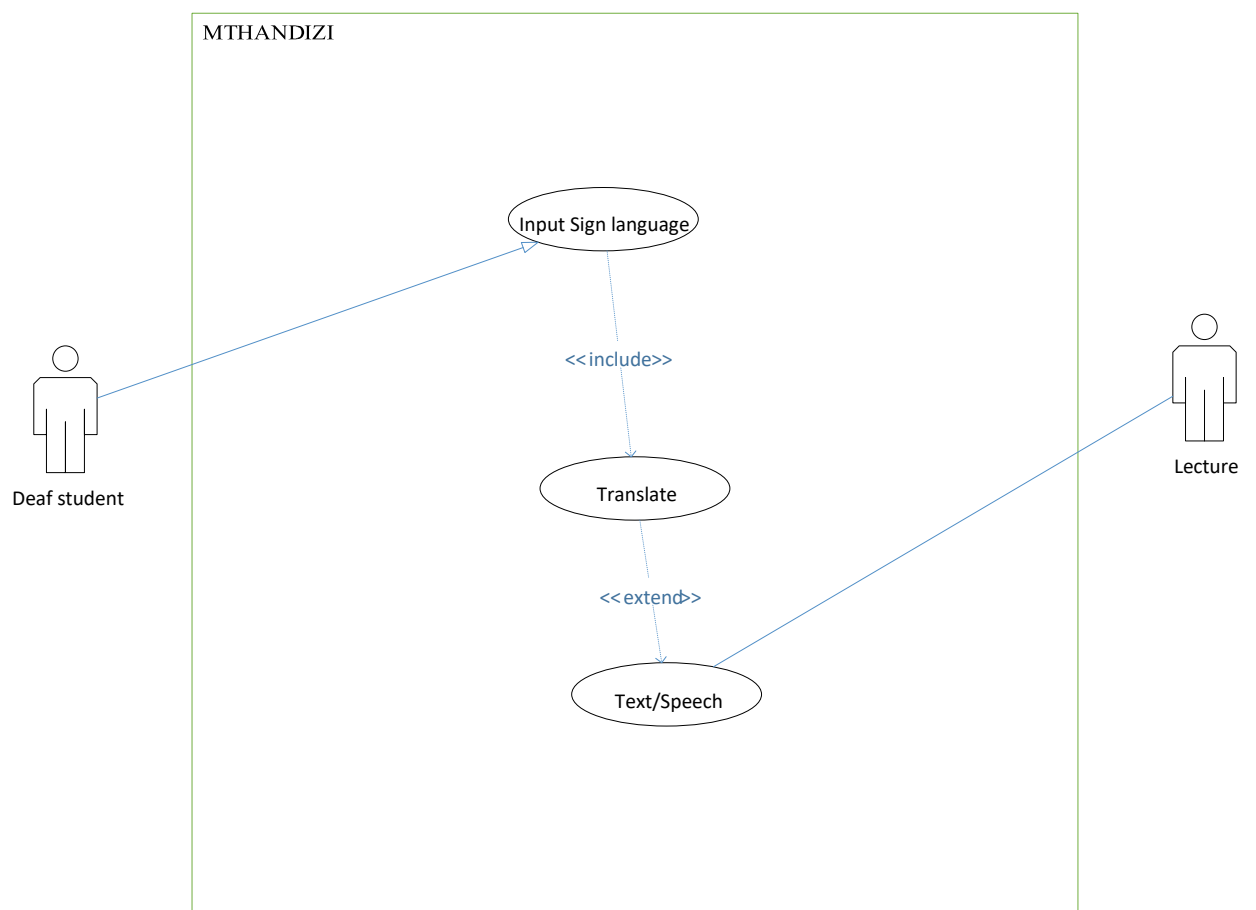 MTHANDIZI
Input Sign language
<<include>>
Deaf student
Lecture
Translate
<<extend>>
Text/Speech